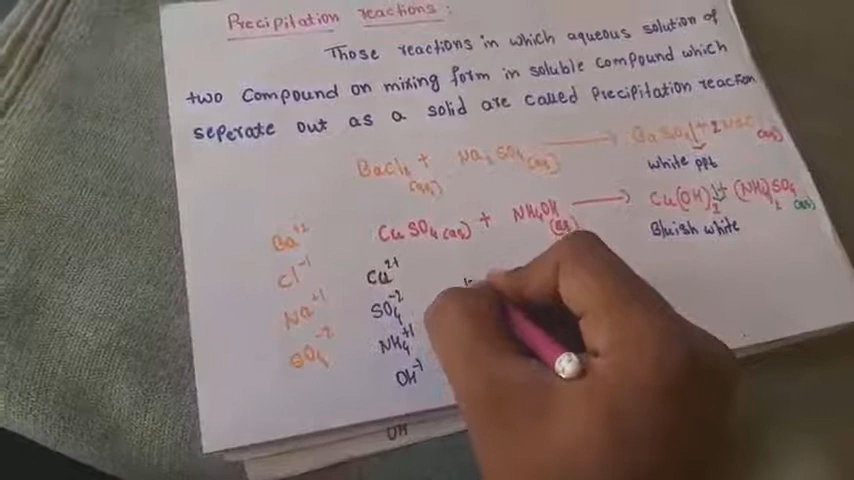 Precipitation reactions :
Those reactions in which aqueous solution of
two Compound on mixing form in soluble Compound which
seperate out as a solid are called Precipitation reaction
BaCl₂ + Na₂SO₄(aq) → BaSO₄↓ + 2NaCl (aq)
(aq)
white ppt
CuSO₄(aq) + NH₄OH (aq) → Cu(OH)₂↓ + (NH₄)₂SO₄ (aq)
Bluish white
Ba⁺²
Cl⁻¹
Na⁺¹
SO₄⁻²
Cu²⁺
SO₄⁻²
NH₄⁺¹
OH⁻¹
OH